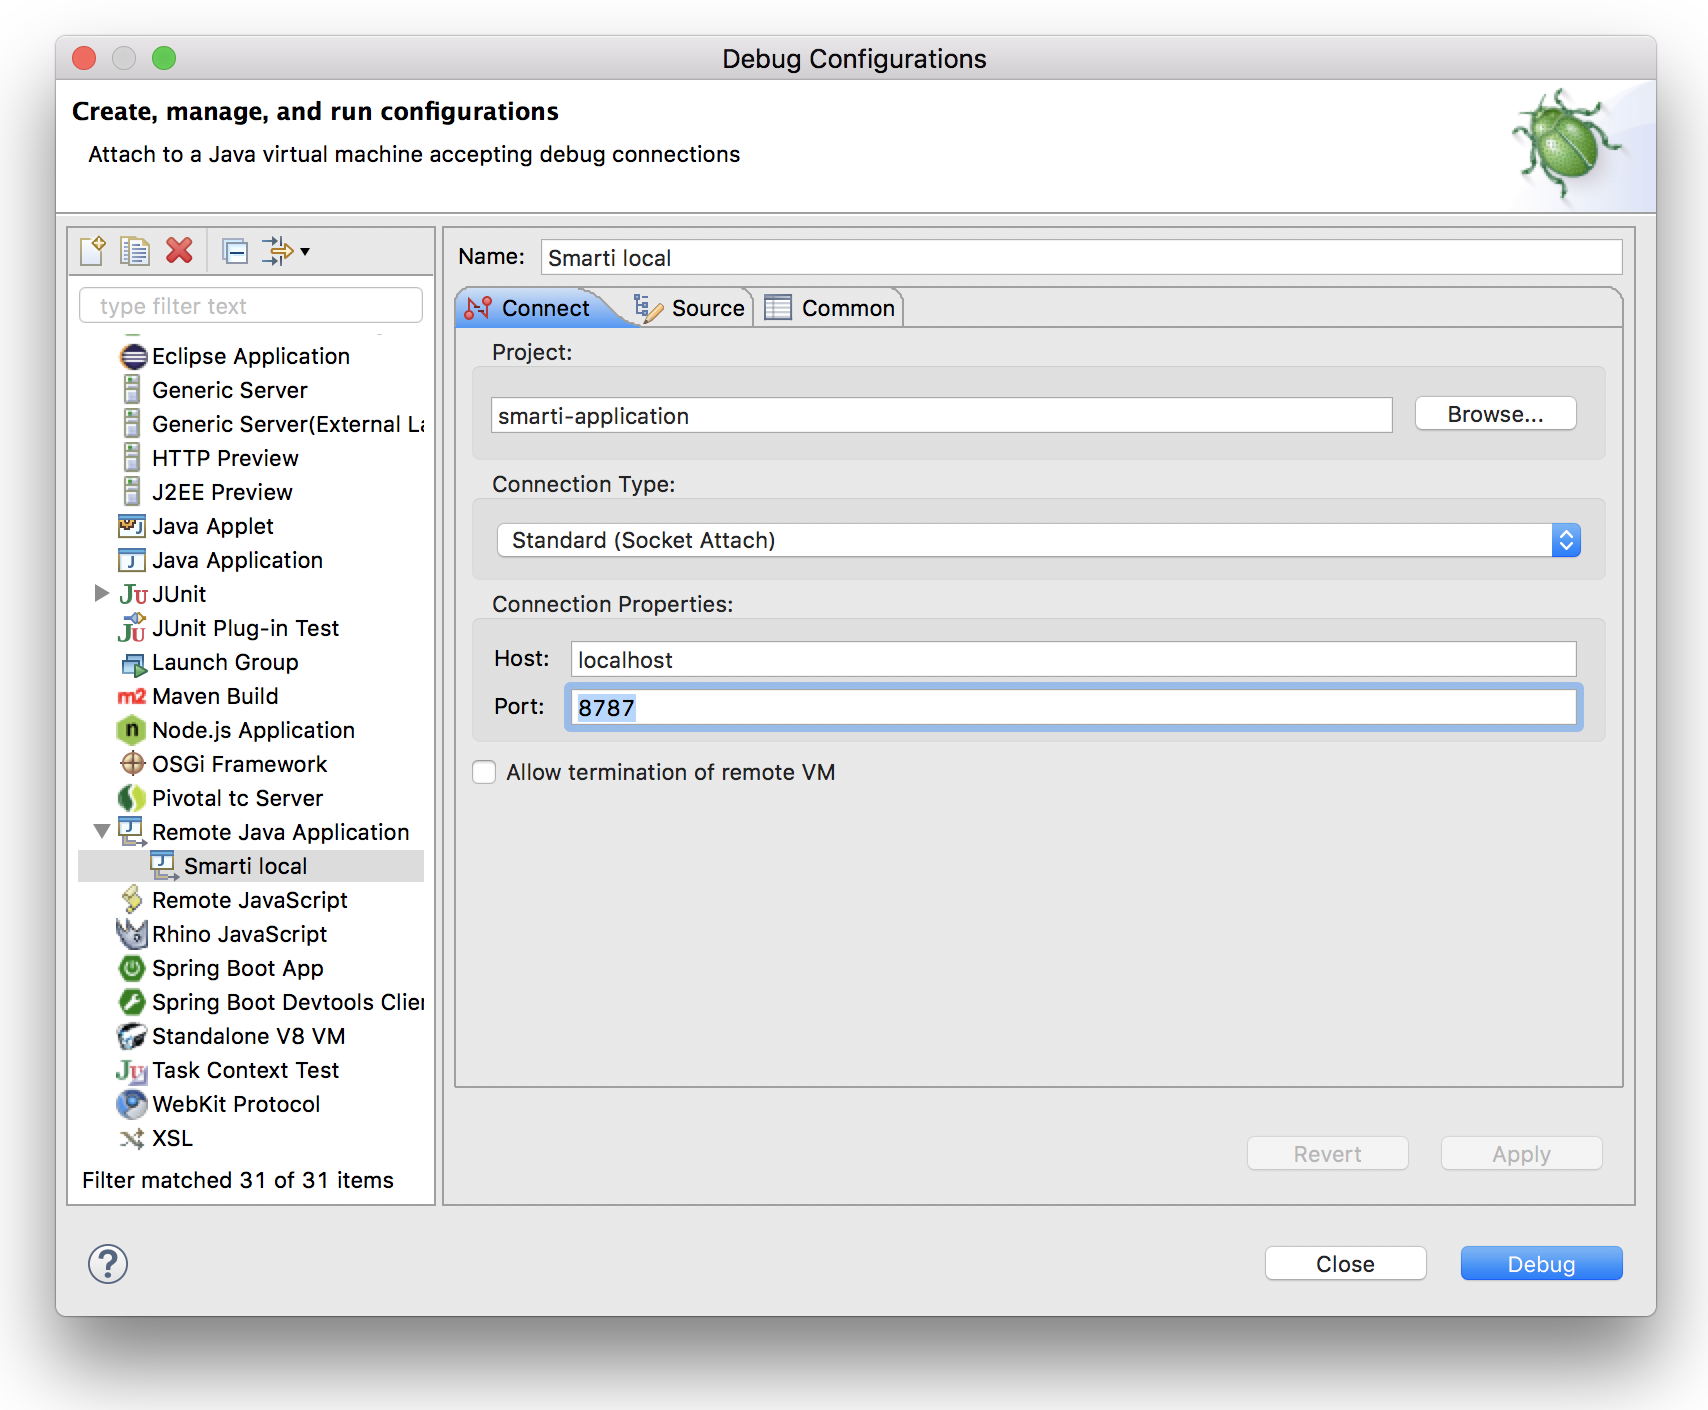 Debug Configurations
Create, manage, and run configurations
Attach to a Java virtual machine accepting debug connections
type filter text
Eclipse Application
Generic Server
Generic Server(External La
HTTP Preview
J2EE Preview
Java Applet
Java Application
JUnit
JUnit Plug-in Test
Launch Group
m2 Maven Build
Node.js Application
OSGi Framework
Pivotal tc Server
Remote Java Application
Smarti local
Remote JavaScript
Rhino JavaScript
Spring Boot App
Spring Boot Devtools Clien
Standalone V8 VM
Task Context Test
WebKit Protocol
XSL
Filter matched 31 of 31 items
Name: Smarti local
Connect Source Common
Project:
smarti-application Browse...
Connection Type:
Standard (Socket Attach)
Connection Properties:
Host: localhost
Port: 8787
Allow termination of remote VM
Revert Apply
? Close Debug